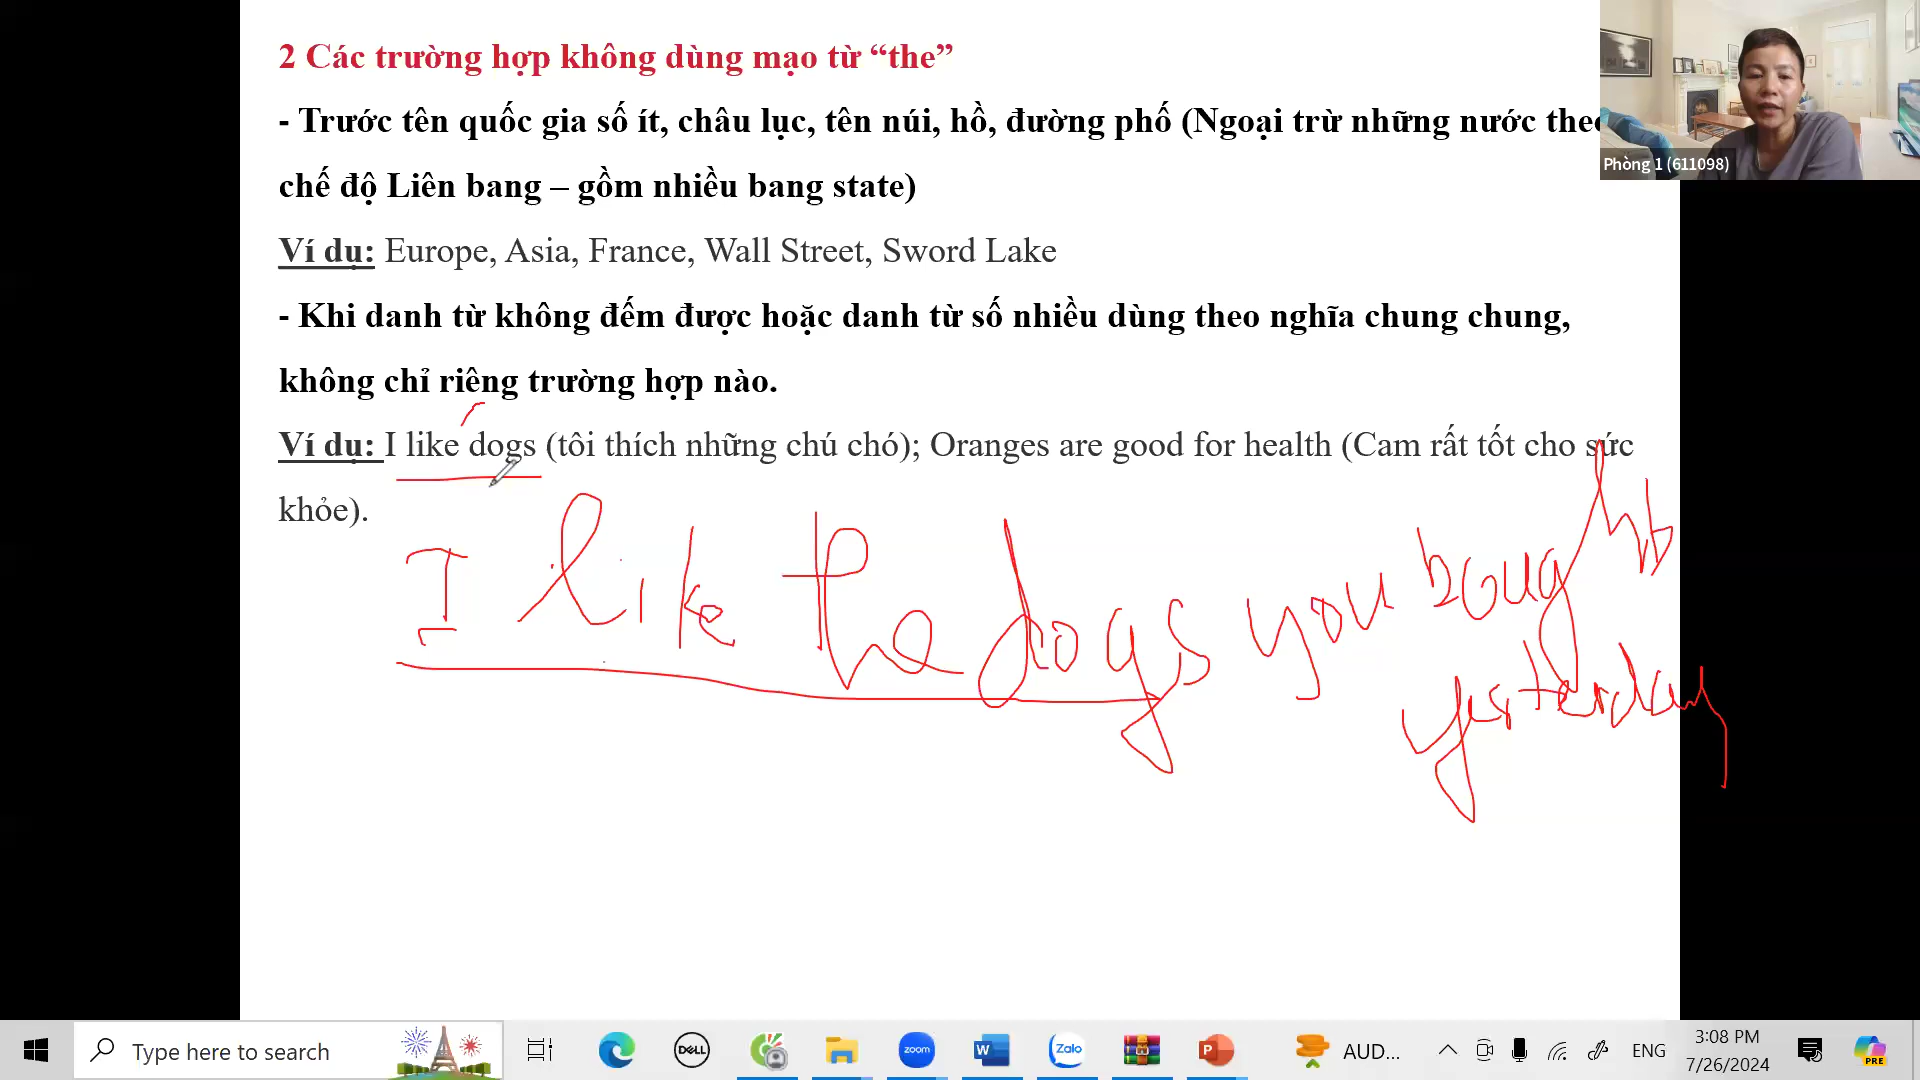 2 Các trường hợp không dùng mạo từ “the”
- Trước tên quốc gia số ít, châu lục, tên núi, hồ, đường phố (Ngoại trừ những nước theo
chế độ Liên bang – gồm nhiều bang state)
Ví dụ: Europe, Asia, France, Wall Street, Sword Lake
- Khi danh từ không đếm được hoặc danh từ số nhiều dùng theo nghĩa chung chung,
không chỉ riêng trường hợp nào.
Ví dụ: I like dogs (tôi thích những chú chó); Oranges are good for health (Cam rất tốt cho sức
khỏe).
I like the dogs you bought
yesterday
Phòng 1 (611098)
Type here to search
DELL
zoom
W
Zalo
P
AUD...
ENG
3:08 PM
7/26/2024
PRE